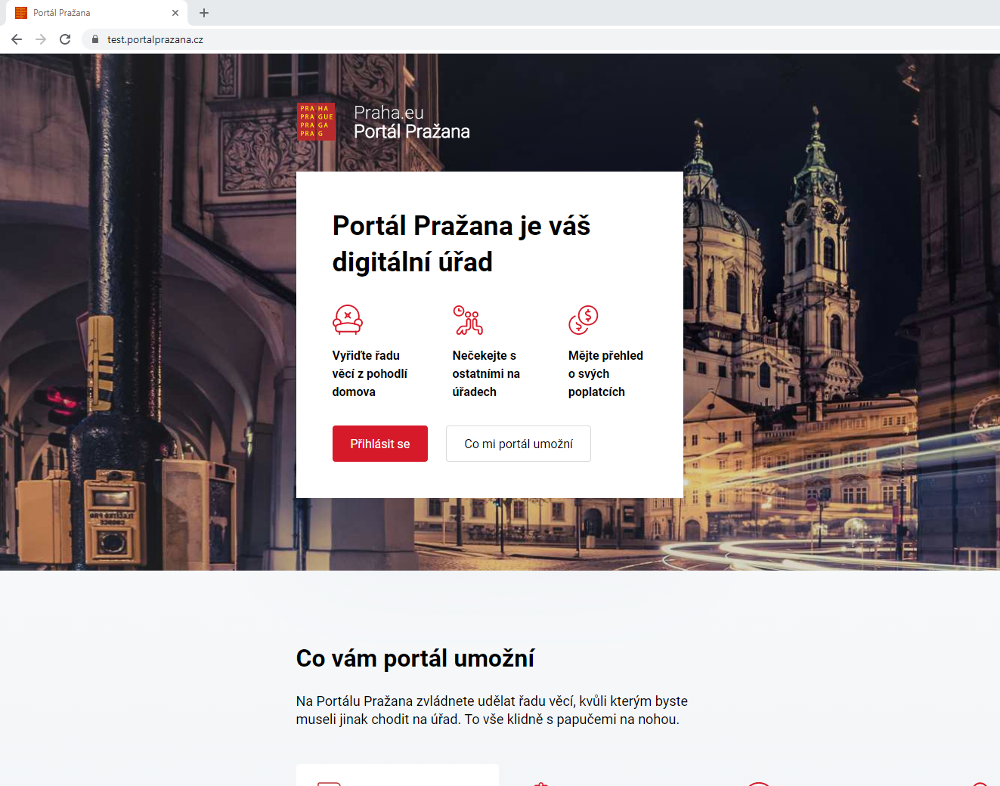 Portál Pražana
test.portalprazana.cz
PRA HA
PRA GUE
PRA GA
PRA G
Praha.eu
Portál Pražana
Portál Pražana je váš
digitální úřad
Vyřiďte řadu
věcí z pohodlí
domova
Nečekejte s
ostatními na
úřadech
Mějte přehled
o svých
poplatcích
Přihlásit se
Co mi portál umožní
Co vám portál umožní
Na Portálu Pražana zvládnete udělat řadu věcí, kvůli kterým byste
museli jinak chodit na úřad. To vše klidně s papučemi na nohou.